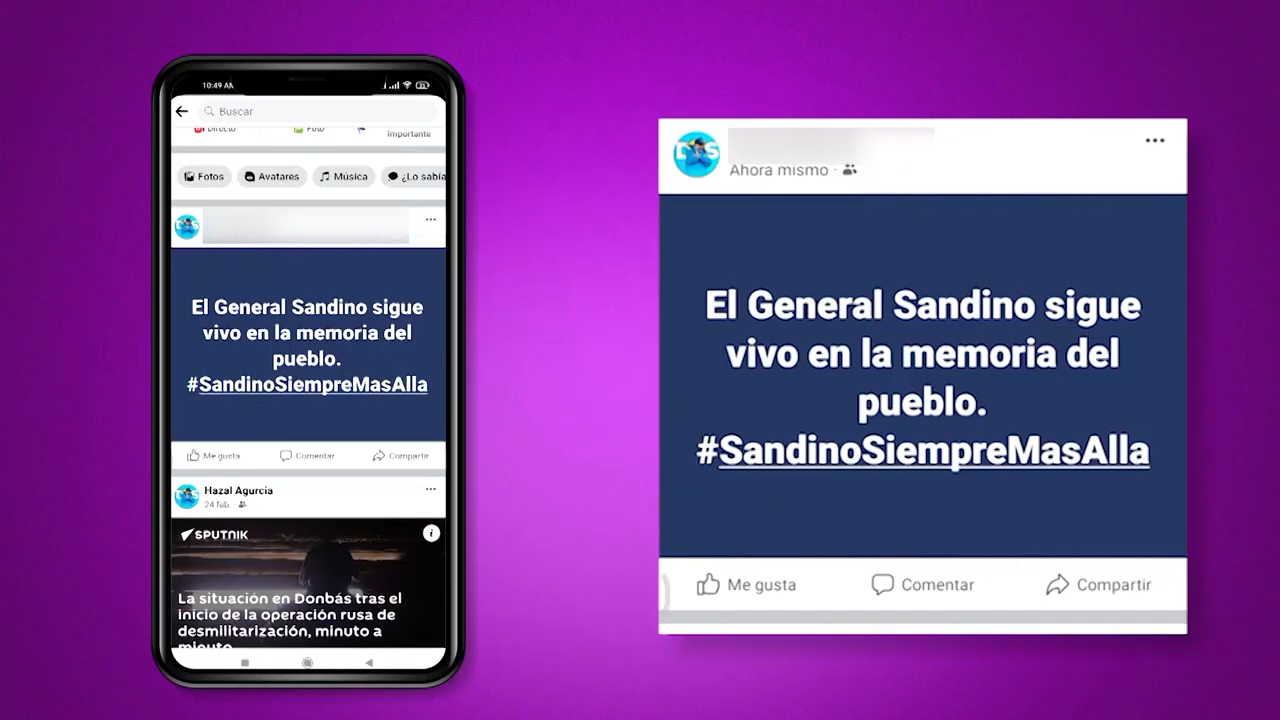 10:49 AM
Buscar
Directo
Foto
importante
Fotos
Avatares
Música
¿Lo sabía
El General Sandino sigue
vivo en la memoria del
pueblo.
#SandinoSiempreMasAlla
Me gusta
Comentar
Compartir
Hazal Agurcia
24 feb.
SPUTNIK
La situación en Donbás tras el
inicio de la operación rusa de
desmilitarización, minuto a
minuto
Ahora mismo ·
El General Sandino sigue
vivo en la memoria del
pueblo.
#SandinoSiempreMasAlla
Me gusta
Comentar
Compartir